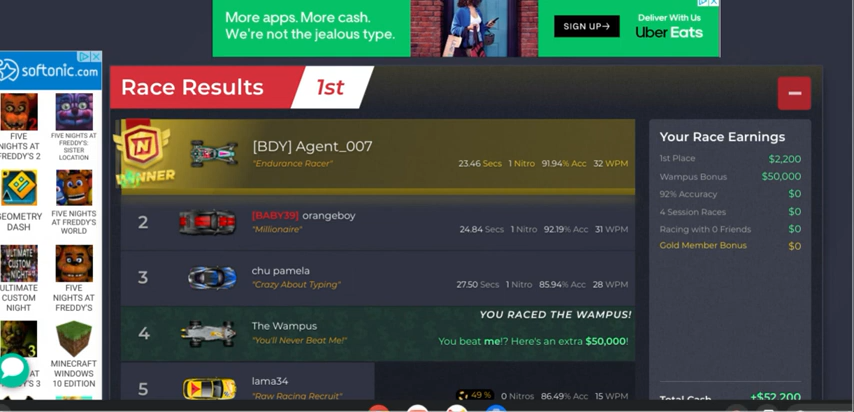 More apps. More cash.
We're not the jealous type.
SIGN UP→
Deliver With Us
Uber Eats
softonic.com
FIVE
NIGHTS AT
FREDDY'S 2
FIVE NIGHTS AT
FREDDY'S:
SISTER
LOCATION
GEOMETRY
DASH
FIVE NIGHTS
AT FREDDY'S
WORLD
ULTIMATE
CUSTOM
NIGHT
ULTIMATE
CUSTOM
NIGHT
FIVE
NIGHTS AT
FREDDY'S
3
AT
Y'S 3
MINECRAFT
WINDOWS
10 EDITION
Race Results 1st
N
WINNER
[BDY] Agent_007
"Endurance Racer"
23.46 Secs 1 Nitro 91.94% Acc 32 WPM
2
[BABY39] orangeboy
"Millionaire"
24.84 Secs 1 Nitro 92.19% Acc 31 WPM
3
chu pamela
"Crazy About Typing"
27.50 Secs 1 Nitro 85.94% Acc 28 WPM
4
The Wampus
"You'll Never Beat Me!"
YOU RACED THE WAMPUS!
You beat me!? Here's an extra $50,000!
5
lama34
"Raw Racing Recruit"
49 % 0 Nitros 86.49% Acc 15 WPM
Your Race Earnings
1st Place $2,200
Wampus Bonus $50,000
92% Accuracy $0
4 Session Races $0
Racing with 0 Friends $0
Gold Member Bonus $0
Total Cash +$52,200